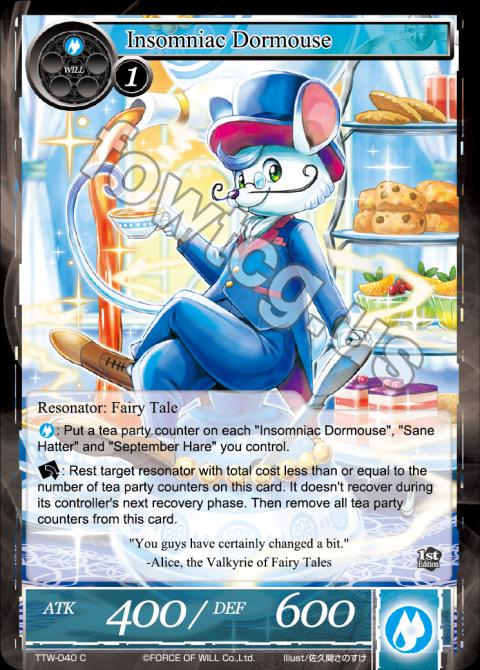 Insomniac Dormouse
WILL
1
fowtcg.us
Resonator: Fairy Tale
: Put a tea party counter on each "Insomniac Dormouse", "Sane
Hatter" and "September Hare" you control.
: Rest target resonator with total cost less than or equal to the
number of tea party counters on this card. It doesn't recover during
its controller's next recovery phase. Then remove all tea party
counters from this card.
"You guys have certainly changed a bit."
-Alice, the Valkyrie of Fairy Tales
1st
Edition
ATK 400/ DEF 600
TTW-040 C ©FORCE OF WILL Co.,Ltd. Illust/佐久間さのすけ